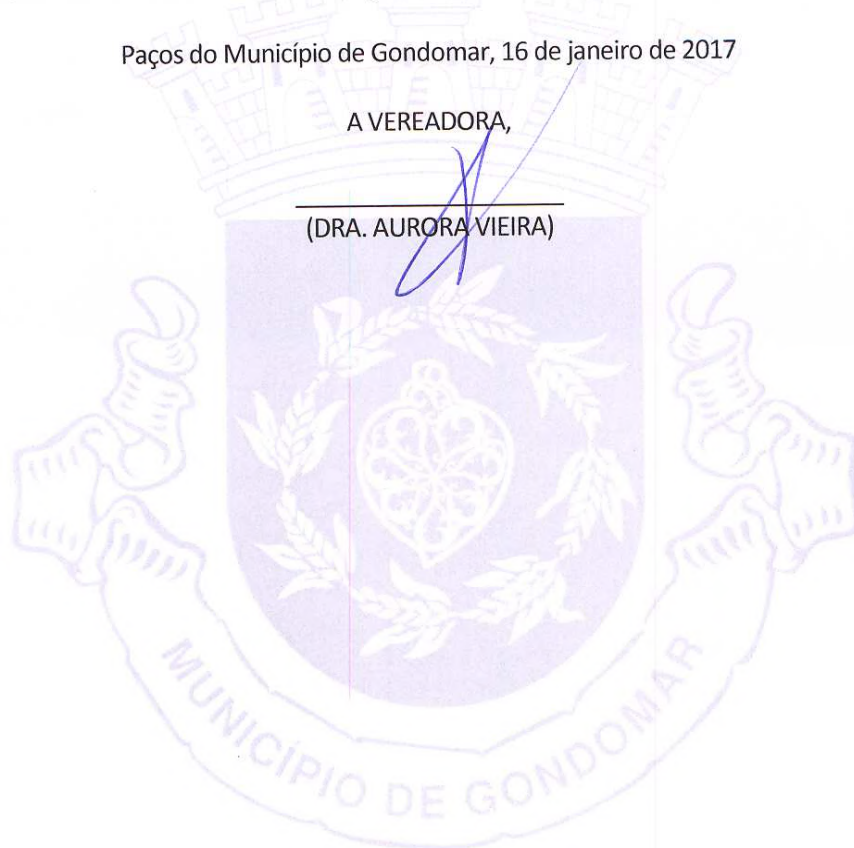 Paços do Município de Gondomar, 16 de janeiro de 2017
A VEREADORA,
(DRA. AURORA VIEIRA)
MUNICÍPIO DE GONDOMAR